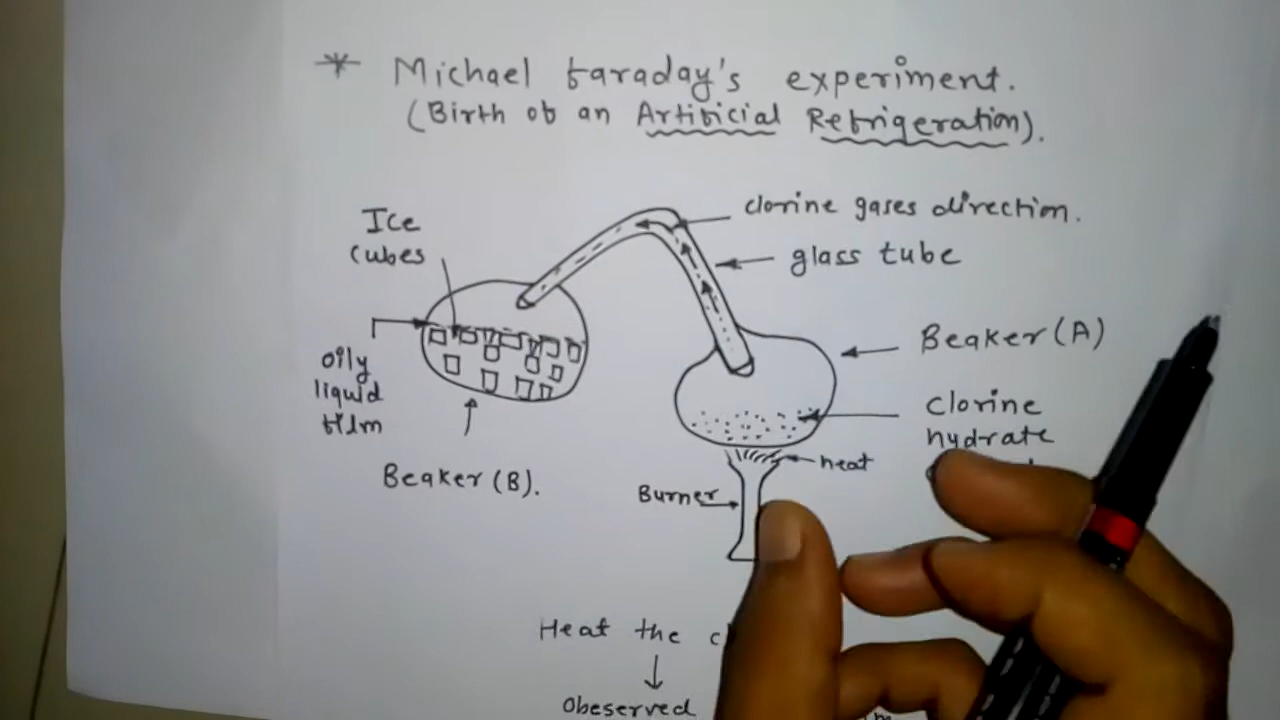 * Michael faraday's experiment.
(Birth of an Artificial Refrigeration).
Ice
cubes
clorine gases direction.
glass tube
oily
liquid
film
Beaker (A)
clorine
hydrate
heat
Beaker (B).
Burner
Heat the
Obeserved